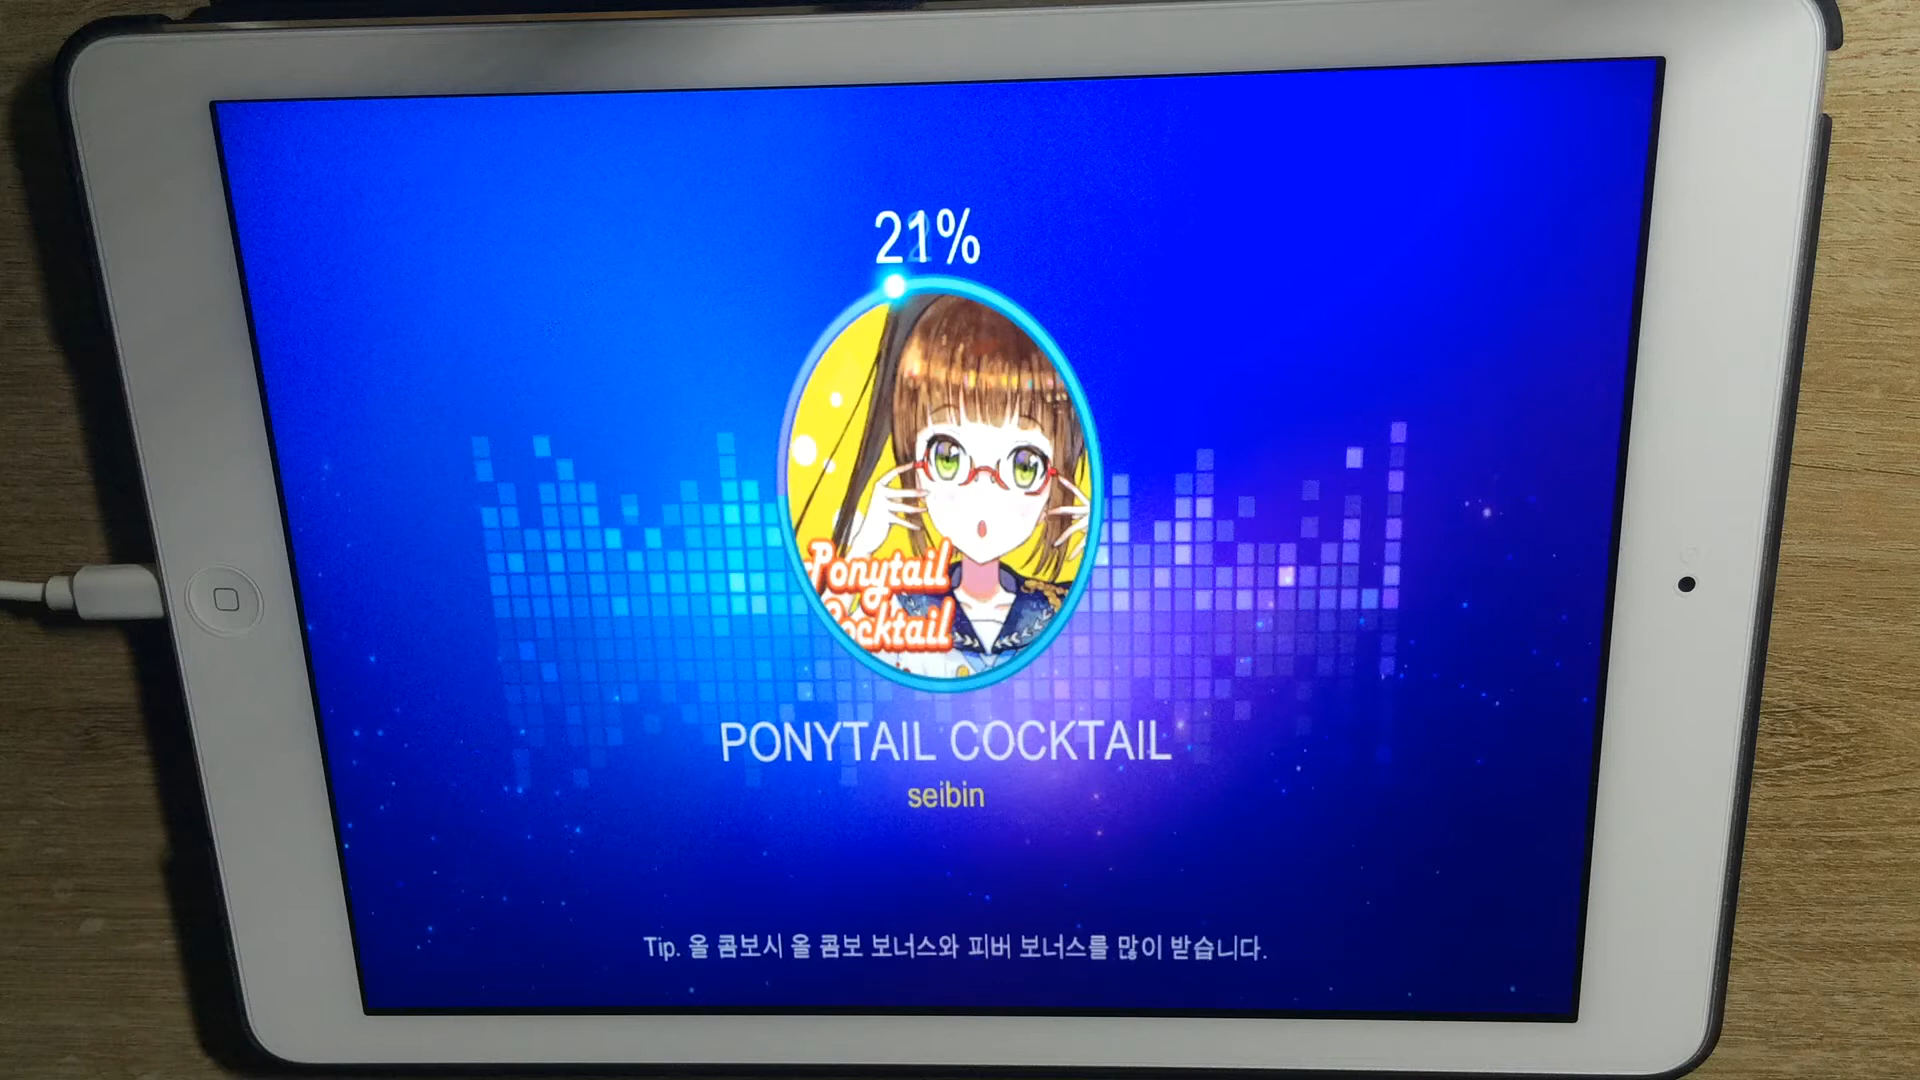 21%
Ponytail
Cocktail
PONYTAIL COCKTAIL
seibin
Tip. 올 콤보시 올 콤보 보너스와 피버 보너스를 많이 받습니다.